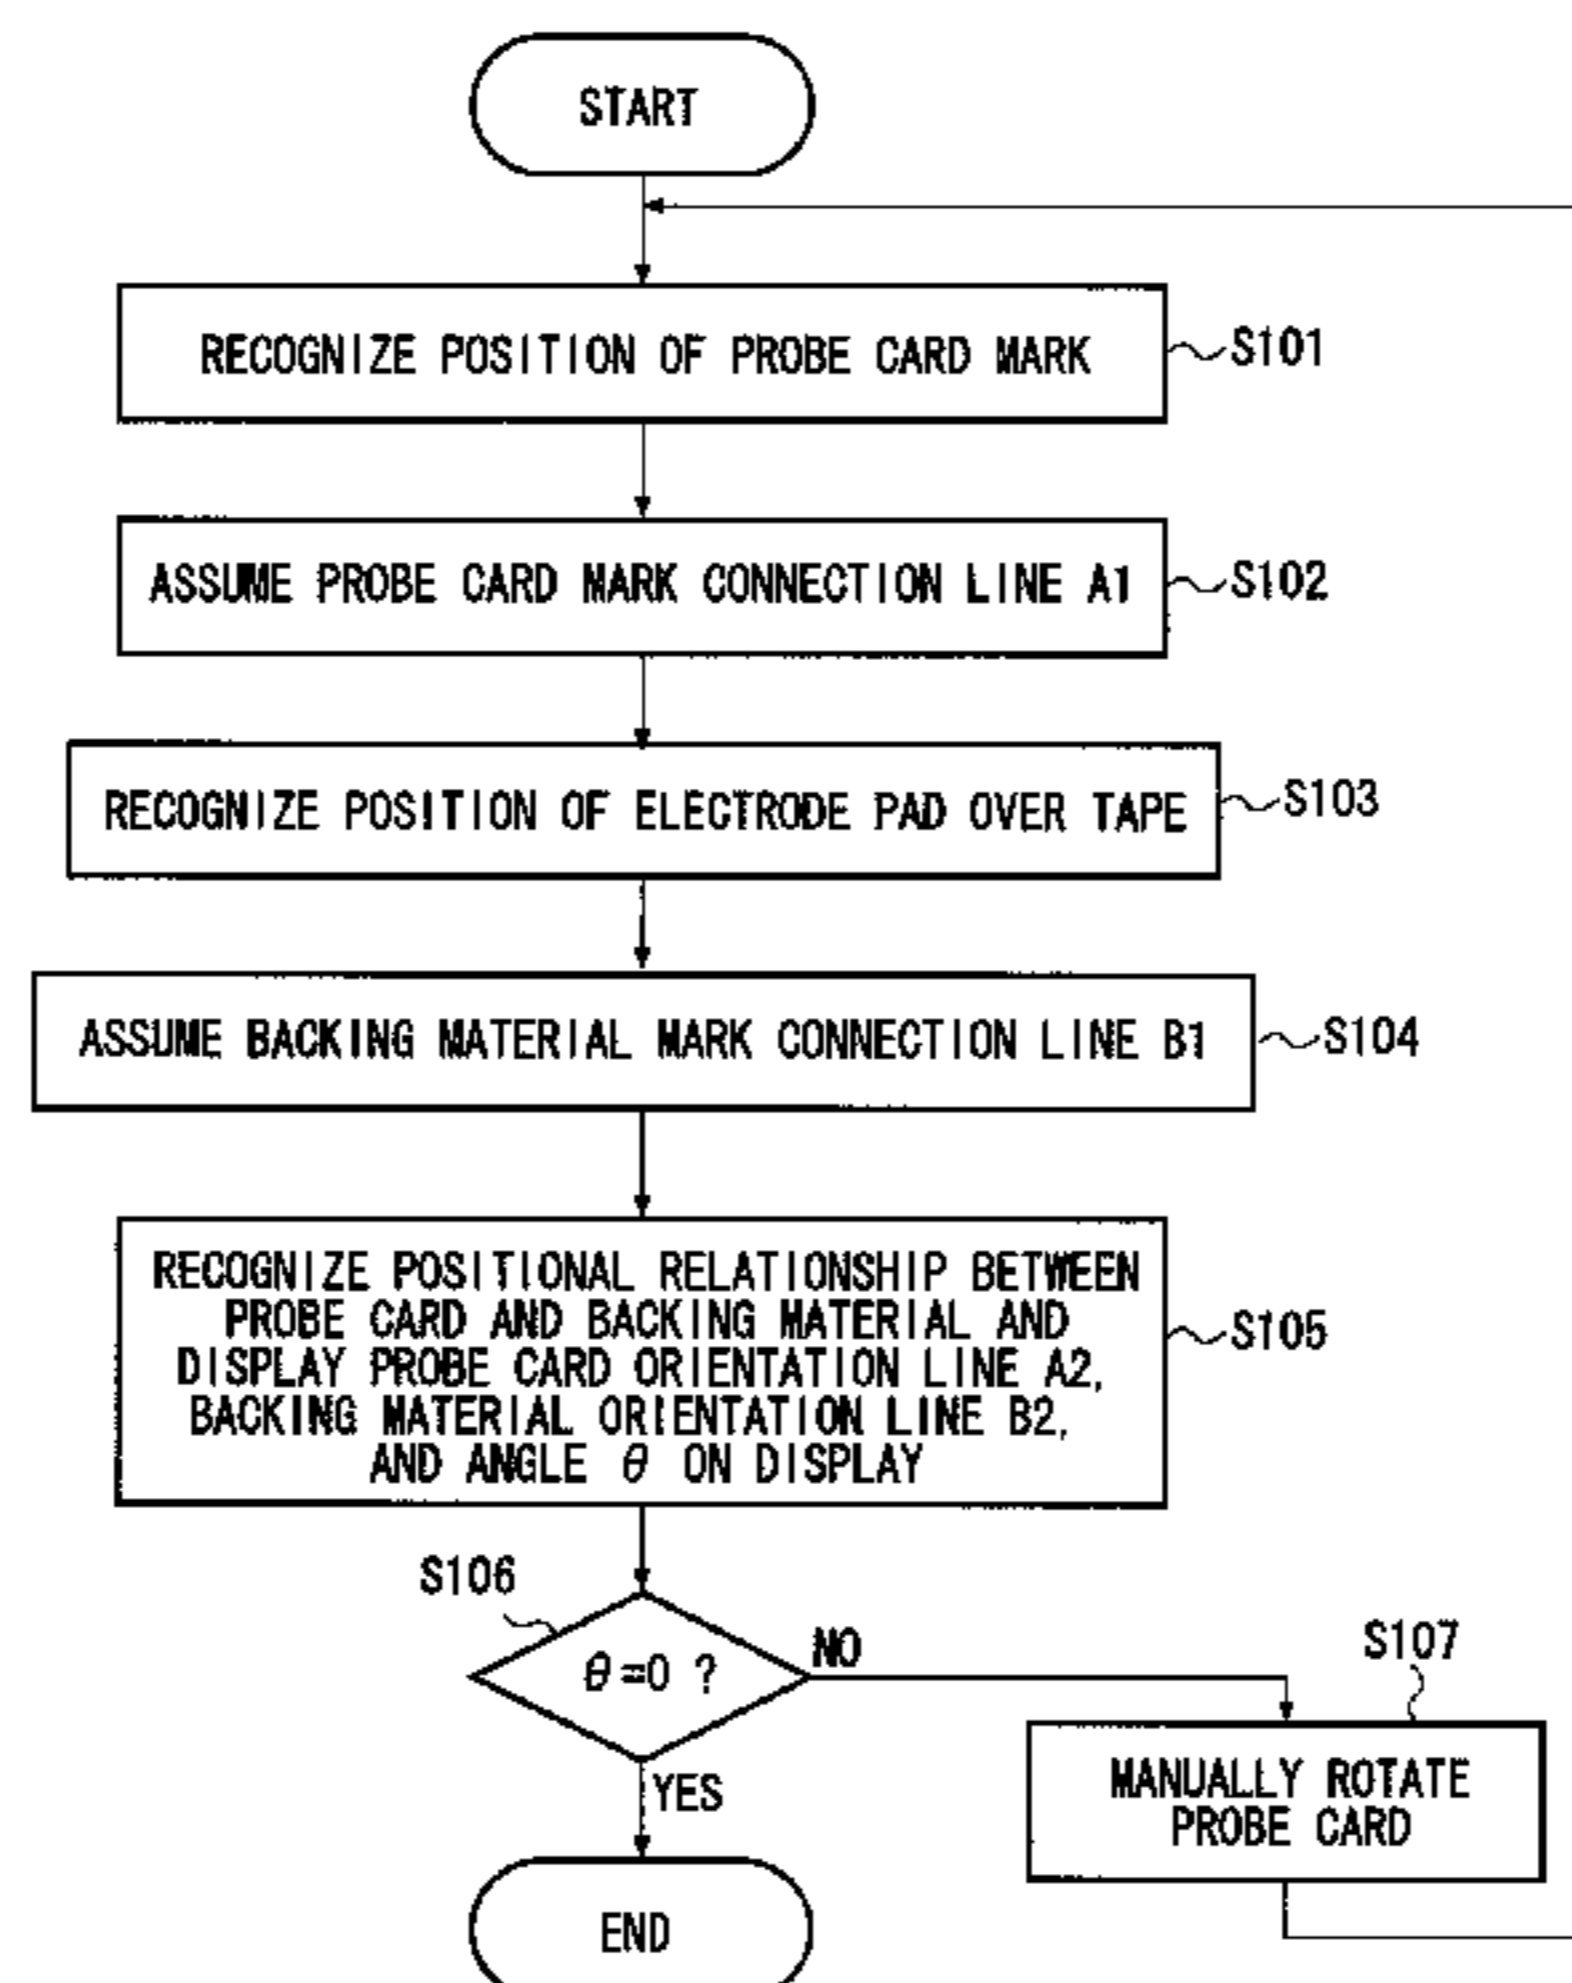 START
RECOGNIZE POSITION OF PROBE CARD MARK
S101
ASSUME PROBE CARD MARK CONNECTION LINE A1
S102
RECOGNIZE POSITION OF ELECTRODE PAD OVER TAPE
S103
ASSUME BACKING MATERIAL MARK CONNECTION LINE B1
S104
RECOGNIZE POSITIONAL RELATIONSHIP BETWEEN
PROBE CARD AND BACKING MATERIAL AND
DISPLAY PROBE CARD ORIENTATION LINE A2,
BACKING MATERIAL ORIENTATION LINE B2,
AND ANGLE θ ON DISPLAY
S105
S106
θ=0 ?
NO
YES
S107
MANUALLY ROTATE
PROBE CARD
END